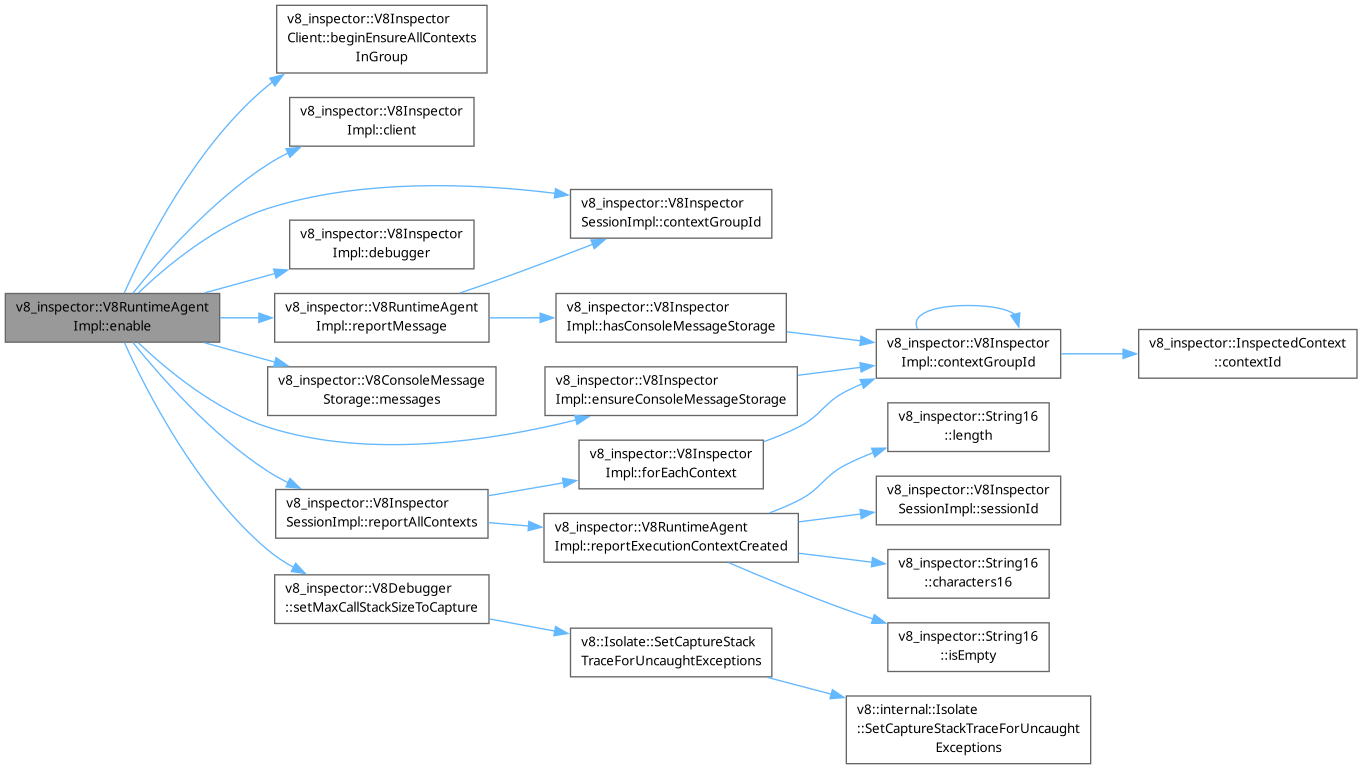 v8_inspector::V8Inspector
Client::beginEnsureAllContexts
InGroup
v8_inspector::V8Inspector
Impl::client
v8_inspector::V8Inspector
SessionImpl::contextGroupId
v8_inspector::V8Inspector
Impl::debugger
v8_inspector::V8RuntimeAgent
Impl::enable
v8_inspector::V8RuntimeAgent
Impl::reportMessage
v8_inspector::V8Inspector
Impl::hasConsoleMessageStorage
v8_inspector::V8Inspector
Impl::contextGroupId
v8_inspector::InspectedContext
::contextId
v8_inspector::V8ConsoleMessage
Storage::messages
v8_inspector::V8Inspector
Impl::ensureConsoleMessageStorage
v8_inspector::String16
::length
v8_inspector::V8Inspector
Impl::forEachContext
v8_inspector::V8Inspector
SessionImpl::sessionId
v8_inspector::V8Inspector
SessionImpl::reportAllContexts
v8_inspector::V8RuntimeAgent
Impl::reportExecutionContextCreated
v8_inspector::String16
::characters16
v8_inspector::V8Debugger
::setMaxCallStackSizeToCapture
v8_inspector::String16
::isEmpty
v8::Isolate::SetCaptureStack
TraceForUncaughtExceptions
v8::internal::Isolate
::SetCaptureStackTraceForUncaught
Exceptions